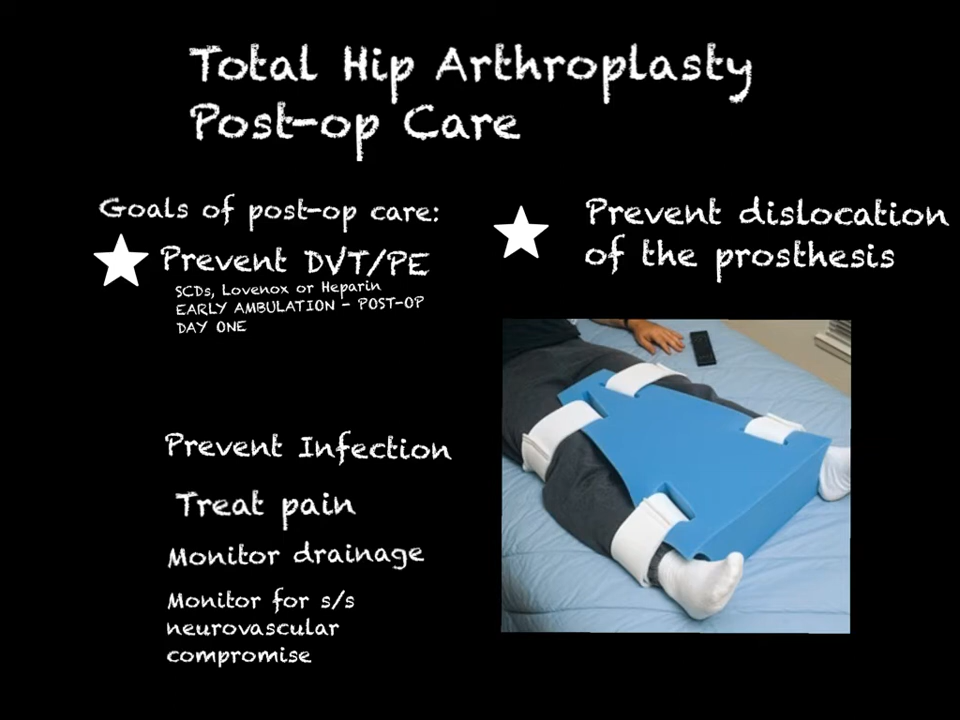 Total Hip Arthroplasty
Post-op Care
Goals of post-op care:
Prevent DVT/PE
SCDs, Lovenox or Heparin
EARLY AMBULATION - POST-OP
DAY ONE
Prevent Infection
Treat pain
Monitor drainage
Monitor for s/s
neurovascular
compromise
Prevent dislocation
of the prosthesis